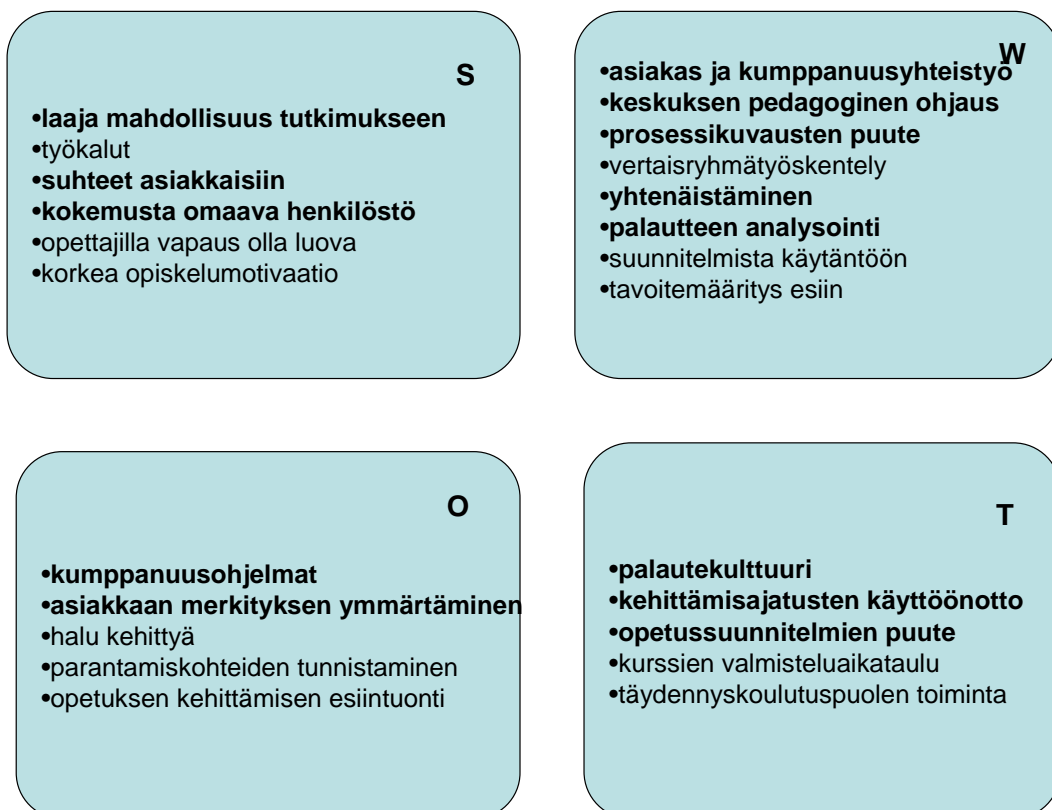 S
•laaja mahdollisuus tutkimukseen
•työkalut
•suhteet asiakkaisiin
•kokemusta omaava henkilöstö
•opettajilla vapaus olla luova
•korkea opiskelumotivaatio
W
•asiakas ja kumppanuusyhteistyö
•keskuksen pedagoginen ohjaus
•prosessikuvausten puute
•vertaisryhmätyöskentely
•yhtenäistäminen
•palautteen analysointi
•suunnitelmista käytäntöön
•tavoitemääritys esiin
O
•kumppanuusohjelmat
•asiakkaan merkityksen ymmärtäminen
•halu kehittyä
•parantamiskohteiden tunnistaminen
•opetuksen kehittämisen esiintuonti
T
•palautekulttuuri
•kehittämisajatusten käyttöönotto
•opetussuunnitelmien puute
•kurssien valmisteluaikataulu
•täydennyskoulutuspuolen toiminta